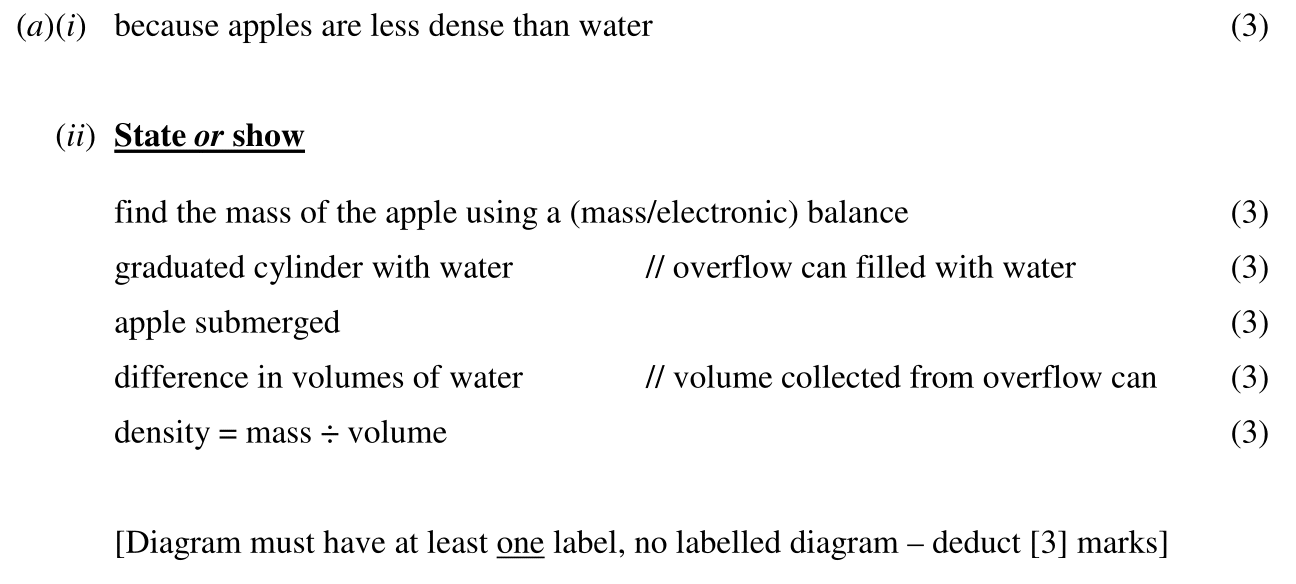 (a)(i) because apples are less dense than water (3)
(ii) State or show
find the mass of the apple using a (mass/electronic) balance (3)
graduated cylinder with water // overflow can filled with water (3)
apple submerged (3)
difference in volumes of water // volume collected from overflow can (3)
density = mass ÷ volume (3)
[Diagram must have at least one label, no labelled diagram – deduct [3] marks]